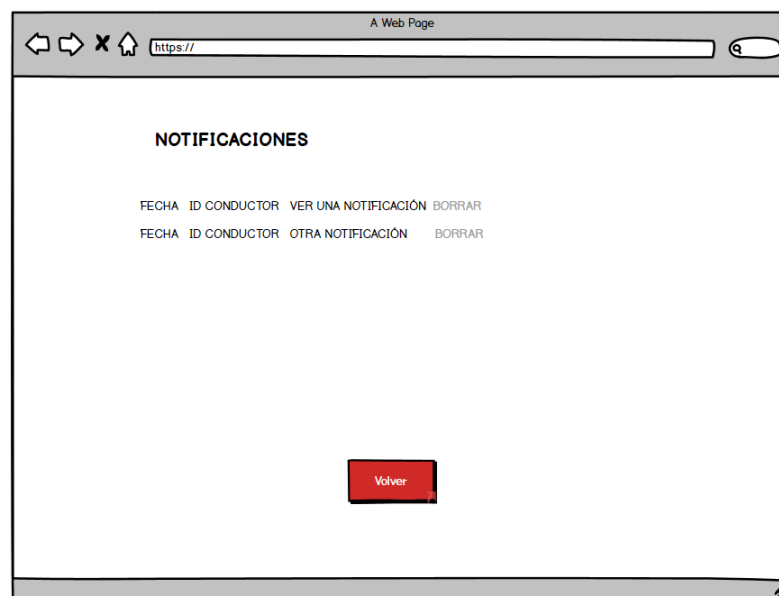 A Web Page
https://
NOTIFICACIONES
FECHA ID CONDUCTOR VER UNA NOTIFICACIÓN BORRAR
FECHA ID CONDUCTOR OTRA NOTIFICACIÓN BORRAR
Volver